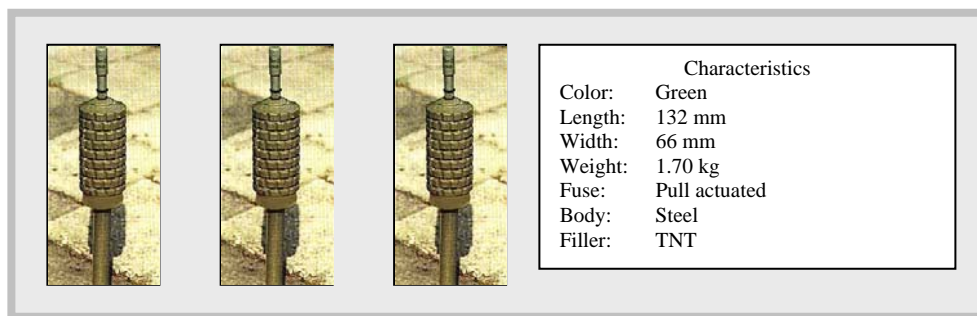 Characteristics
Color: Green
Length: 132 mm
Width: 66 mm
Weight: 1.70 kg
Fuse: Pull actuated
Body: Steel
Filler: TNT